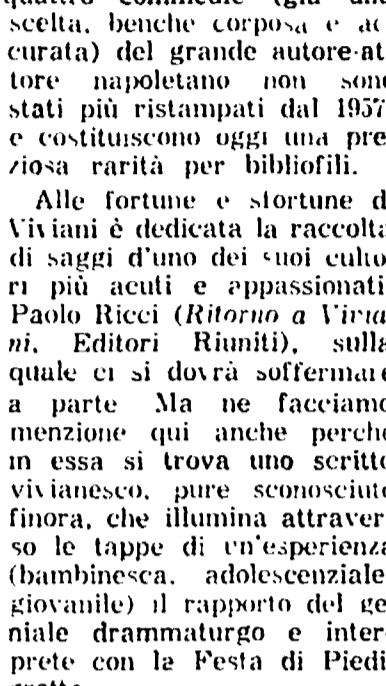 quattro commedie (già una
scelta, benche corposa e ac
curata) del grande autore-at
tore napoletano non sono
stati più ristampati dal 1957
e costituiscono oggi una pre
ziosa rarità per bibliofili.
Alle fortune e sfortune d
Viviani è dedicata la raccolta
di saggi d'uno dei suoi culto
ri più acuti e appassionati
Paolo Ricci (Ritorno a Vivia
ni, Editori Riuniti), sulla
quale ci si dovrà soffermare
a parte Ma ne facciamo
menzione qui anche perche
in essa si trova uno scritto
vivianesco, pure sconosciuto
finora, che illumina attraver
so le tappe di un'esperienza
(bambinesca, adolescenziale
giovanile) il rapporto del ge
niale drammaturgo e inter-
prete con la Festa di Piedi